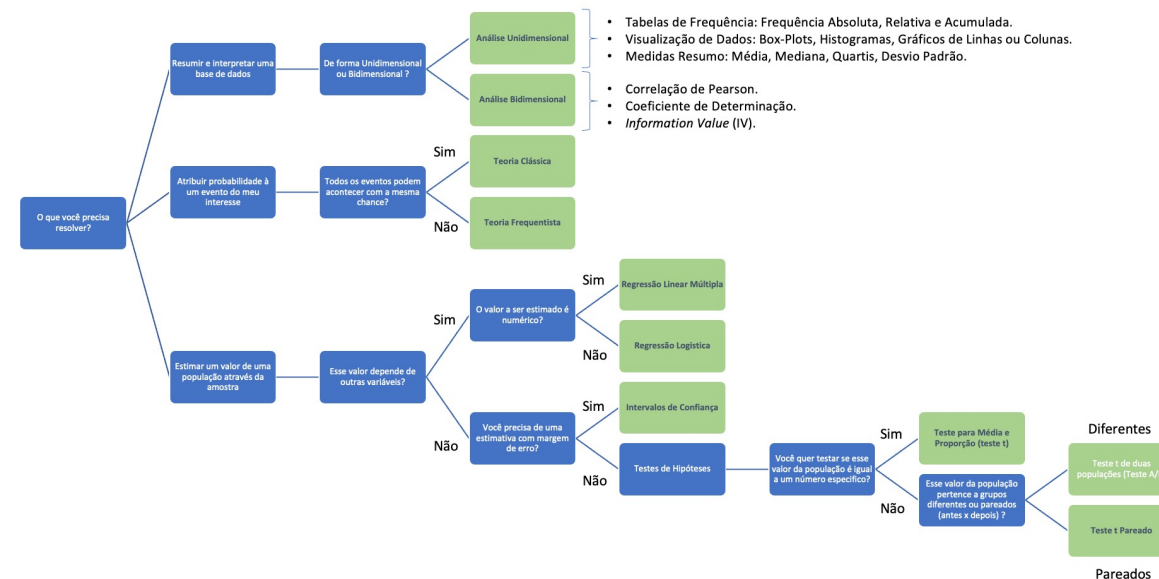 • Tabelas de Frequência: Frequência Absoluta, Relativa e Acumulada.
• Visualização de Dados: Box-Plots, Histogramas, Gráficos de Linhas ou Colunas.
• Medidas Resumo: Média, Mediana, Quartis, Desvio Padrão.
Análise Unidimensional
Resumir e interpretar uma
base de dados
De forma Unidimensional
ou Bidimensional ?
Análise Bidimensional
• Correlação de Pearson.
• Coeficiente de Determinação.
• Information Value (IV).
Sim
Teoria Clássica
Atribuir probabilidade à
um evento do meu
interesse
Todos os eventos podem
acontecer com a mesma
chance?
O que você precisa
resolver?
Não
Teoria Frequentista
Sim
Regressão Linear Múltipla
Sim
O valor a ser estimado é
numérico?
Não
Regressão Logística
Estimar um valor de uma
população através da
amostra
Esse valor depende de
outras variáveis?
Sim
Intervalos de Confiança
Não
Você precisa de uma
estimativa com margem
de erro?
Não
Testes de Hipóteses
Você quer testar se esse
valor da população é igual
a um número especifico?
Sim
Teste para Média e
Proporção (teste t)
Não
Esse valor da população
pertence a grupos
diferentes ou pareados
(antes x depois) ?
Diferentes
Teste t de duas
populações (Teste A/
Teste t Pareado
Pareados